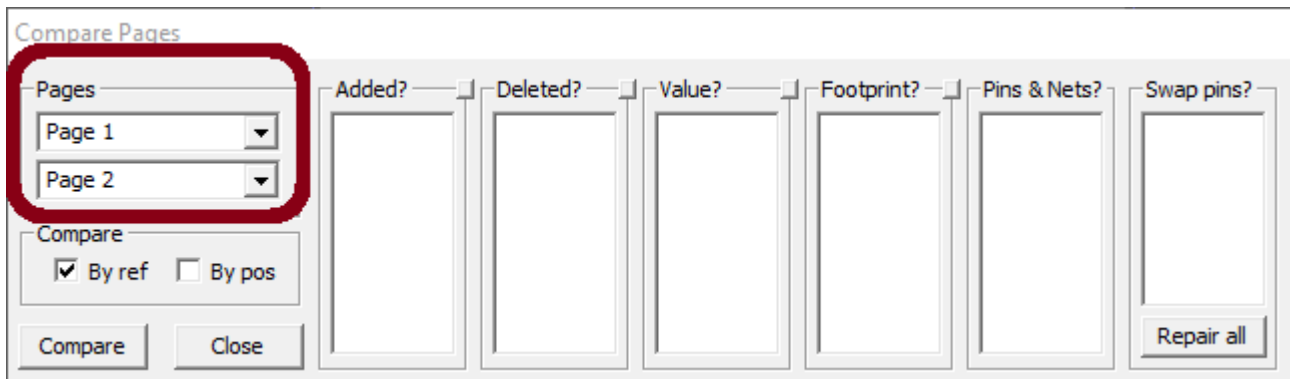 Compare Pages
Pages
Page 1
Page 2
Compare
By ref By pos
Compare Close
Added?
Deleted?
Value?
Footprint?
Pins & Nets?
Swap pins?
Repair all